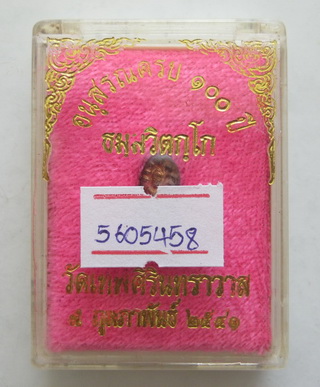 อนุสรณ์ครบ ๑๐๐ ปี
ธมฺมวิตกฺโก
5605458
วัดเทพศิรินทราวาส
๕ กุมภาพันธ์ ๒๕๔๑